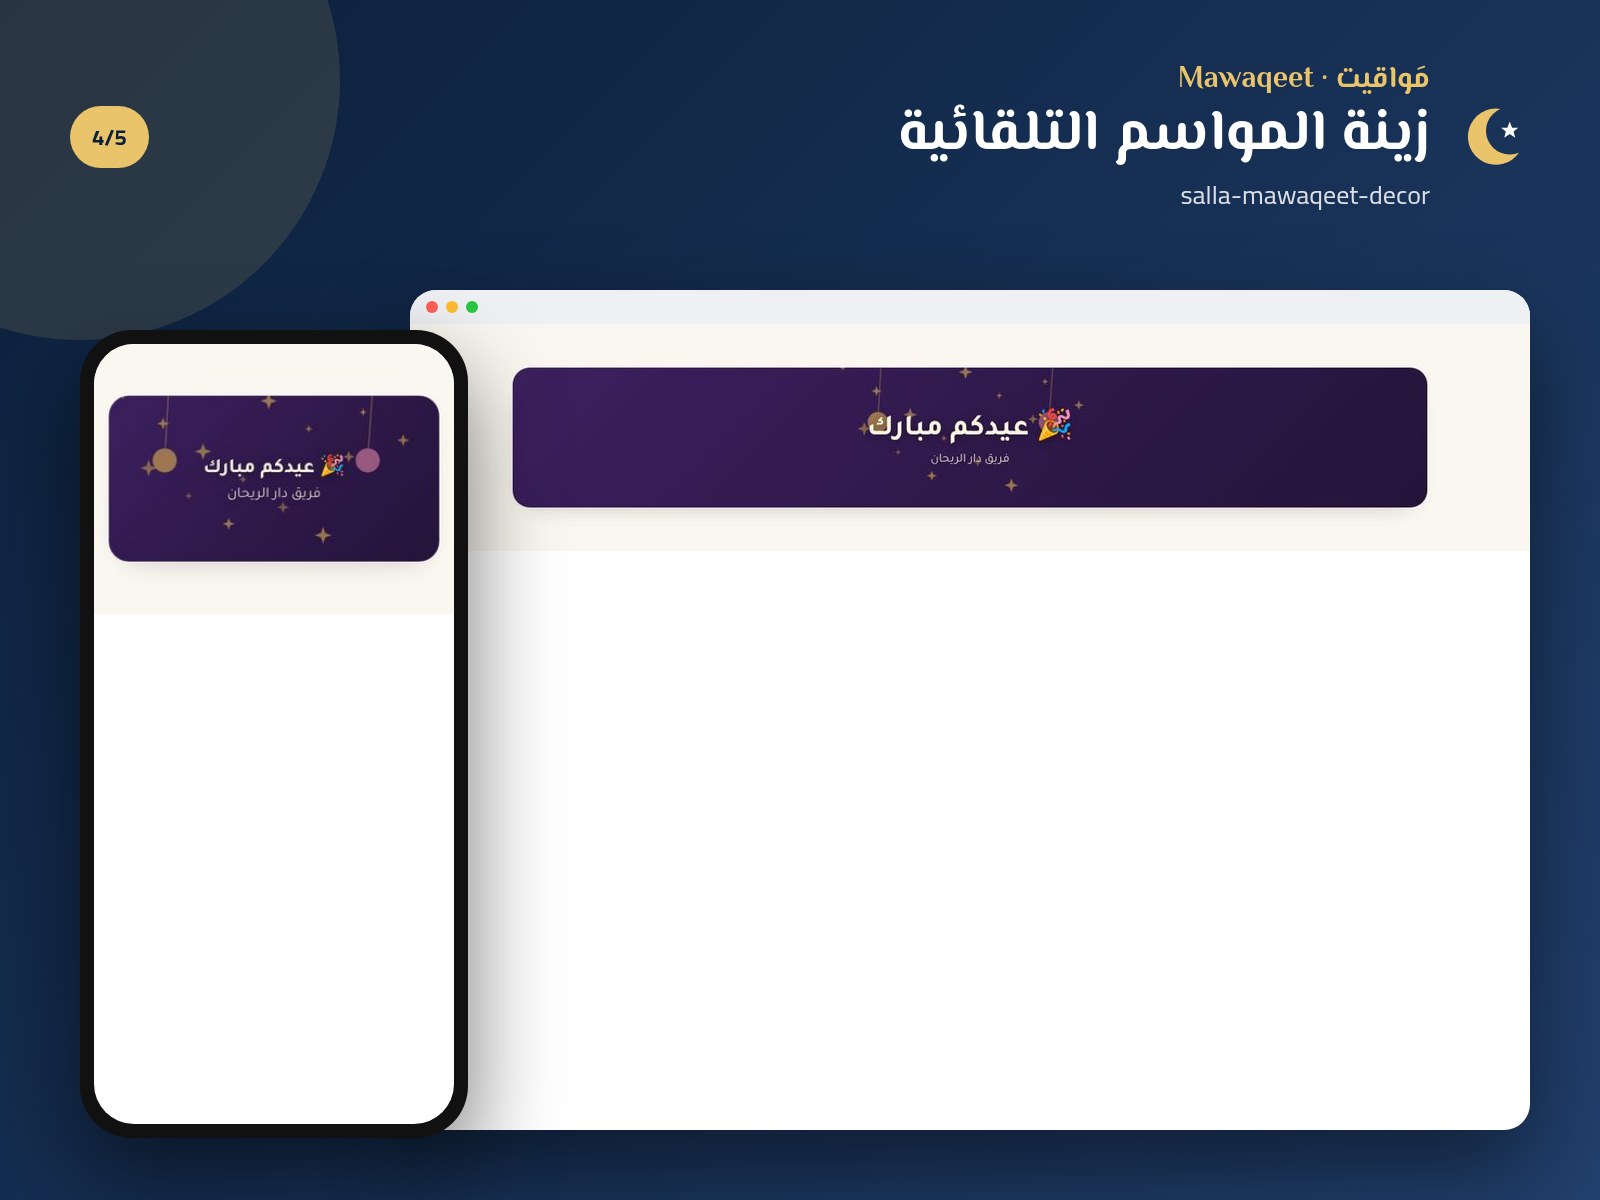 مَواقيت · Mawaqeet
زينة المواسم التلقائية
salla-mawaqeet-decor
4/5
🎉 عيدكم مبارك
فريق دار الريحان
🎉 عيدكم مبارك
فريق دار الريحان